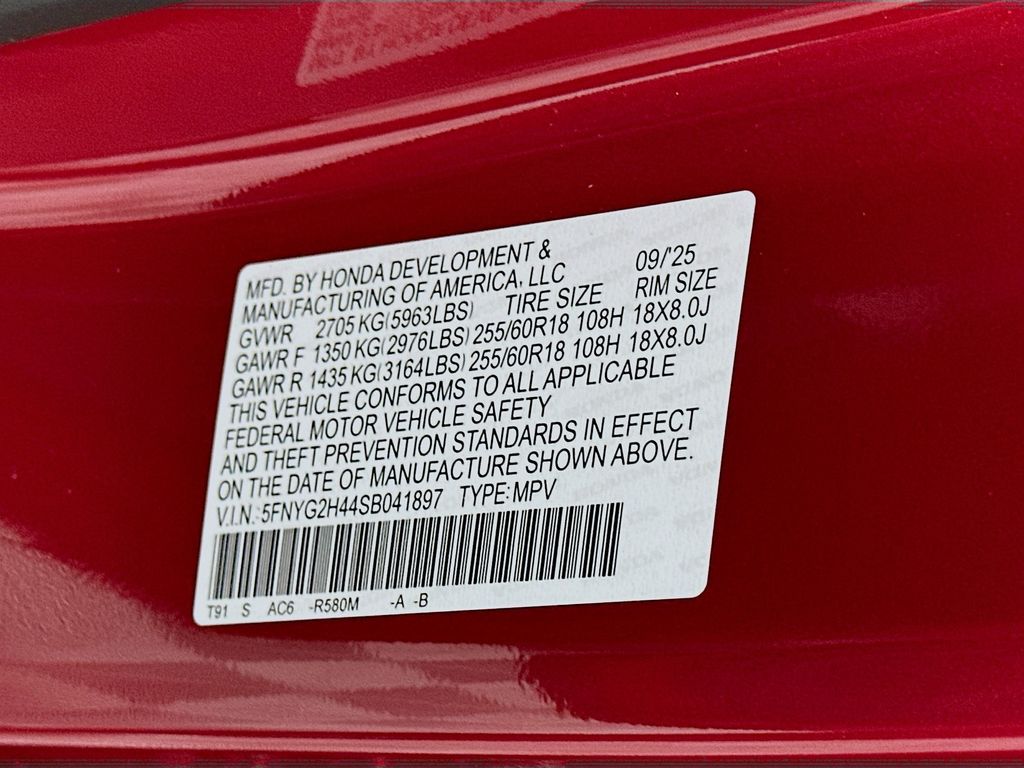 MFD. BY HONDA DEVELOPMENT & 09/'25
MANUFACTURING OF AMERICA, LLC
GVWR 2705 KG(5963LBS) TIRE SIZE RIM SIZE
GAWR F 1350 KG(2976LBS) 255/60R18 108H 18X8.0J
GAWR R 1435 KG(3164LBS) 255/60R18 108H 18X8.0J
THIS VEHICLE CONFORMS TO ALL APPLICABLE
FEDERAL MOTOR VEHICLE SAFETY
AND THEFT PREVENTION STANDARDS IN EFFECT
ON THE DATE OF MANUFACTURE SHOWN ABOVE.
V.I.N.: 5FNYG2H44SB041897 TYPE: MPV
T91 S AC6 -R580M -A -B